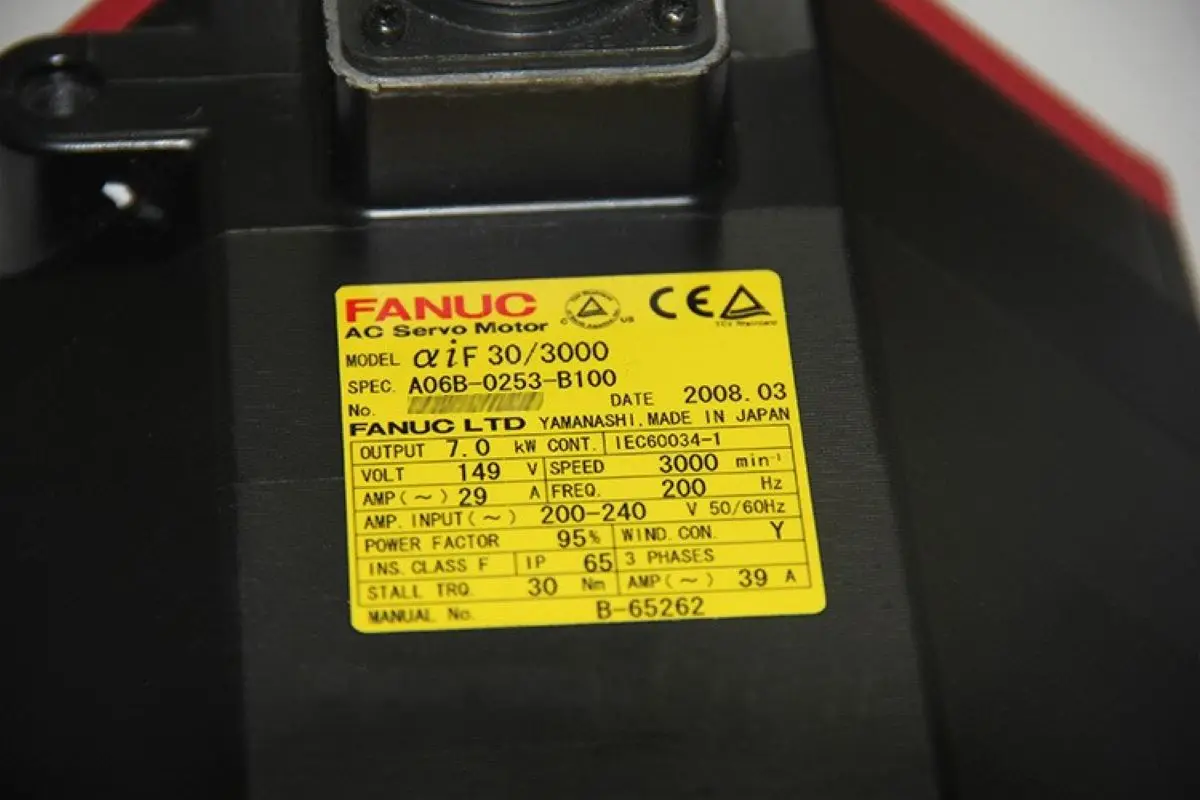 FANUC
AC Servo Motor
C US CE TÜV Rheinland
MODEL αiF 30/3000
SPEC. A06B-0253-B100
No. DATE 2008.03
FANUC LTD YAMANASHI, MADE IN JAPAN
OUTPUT 7.0 kW CONT. IEC60034-1
VOLT 149 V SPEED 3000 min⁻¹
AMP(~) 29 A FREQ. 200 Hz
AMP. INPUT(~) 200-240 V 50/60Hz
POWER FACTOR 95% WIND. CON. Y
INS. CLASS F IP 65 3 PHASES
STALL TRQ. 30 Nm AMP(~) 39 A
MANUAL No. B-65262